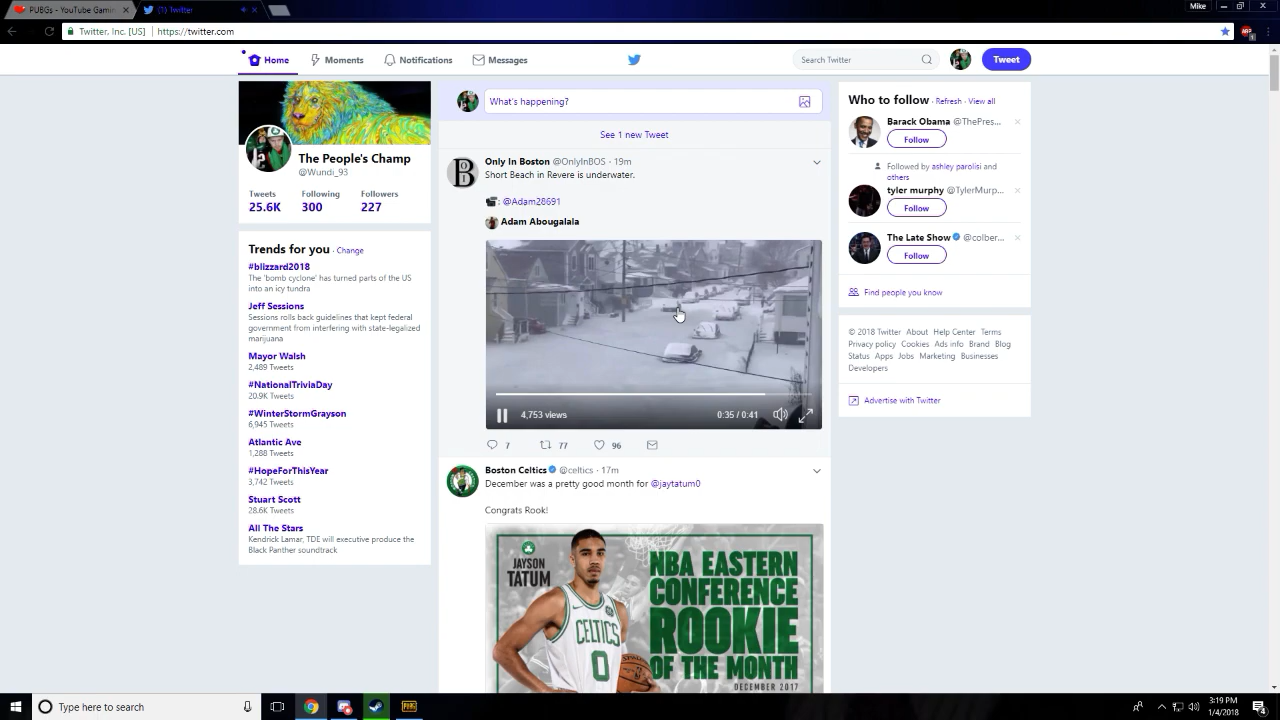 PUBGs - YouTube Gamin
(1) Twitter
Mike
Twitter, Inc. [US] https://twitter.com
Home
Moments
Notifications
Messages
Search Twitter
Tweet
The People's Champ
@Wundi_93
Tweets Following Followers
25.6K 300 227
Trends for you · Change
#blizzard2018
The 'bomb cyclone' has turned parts of the US
into an icy tundra
Jeff Sessions
Sessions rolls back guidelines that kept federal
government from interfering with state-legalized
marijuana
Mayor Walsh
2,489 Tweets
#NationalTriviaDay
20.9K Tweets
#WinterStormGrayson
6,945 Tweets
Atlantic Ave
1,288 Tweets
#HopeForThisYear
3,742 Tweets
Stuart Scott
28.6K Tweets
All The Stars
Kendrick Lamar, TDE will executive produce the
Black Panther soundtrack
What's happening?
See 1 new Tweet
Only In Boston @OnlyInBOS · 19m
Short Beach in Revere is underwater.
: @Adam28691
Adam Abougalala
4,753 views
0:35 / 0:41
7 77 96
Boston Celtics @celtics · 17m
December was a pretty good month for @jaytatum0
Congrats Rook!
JAYSON
TATUM
NBA EASTERN
CONFERENCE
ROOKIE
OF THE MONTH
DECEMBER 2017
CELTICS
0
Who to follow · Refresh · View all
Barack Obama @ThePres...
Follow
Followed by ashley parolisi and
others
tyler murphy @TylerMurp...
Follow
The Late Show @colber...
Follow
Find people you know
© 2018 Twitter About Help Center Terms
Privacy policy Cookies Ads info Brand Blog
Status Apps Jobs Marketing Businesses
Developers
Advertise with Twitter
Type here to search
3:19 PM
1/4/2018